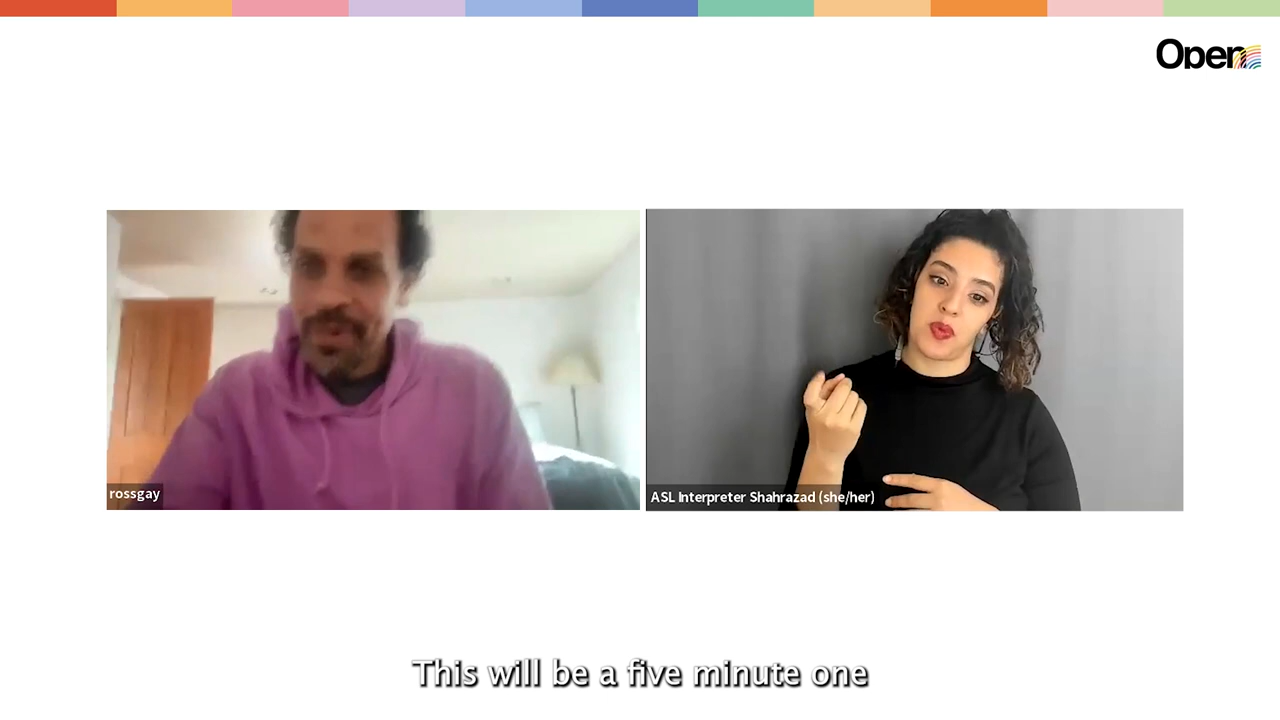 Open
rossgay
ASL Interpreter Shahrazad (she/her)
This will be a five minute one